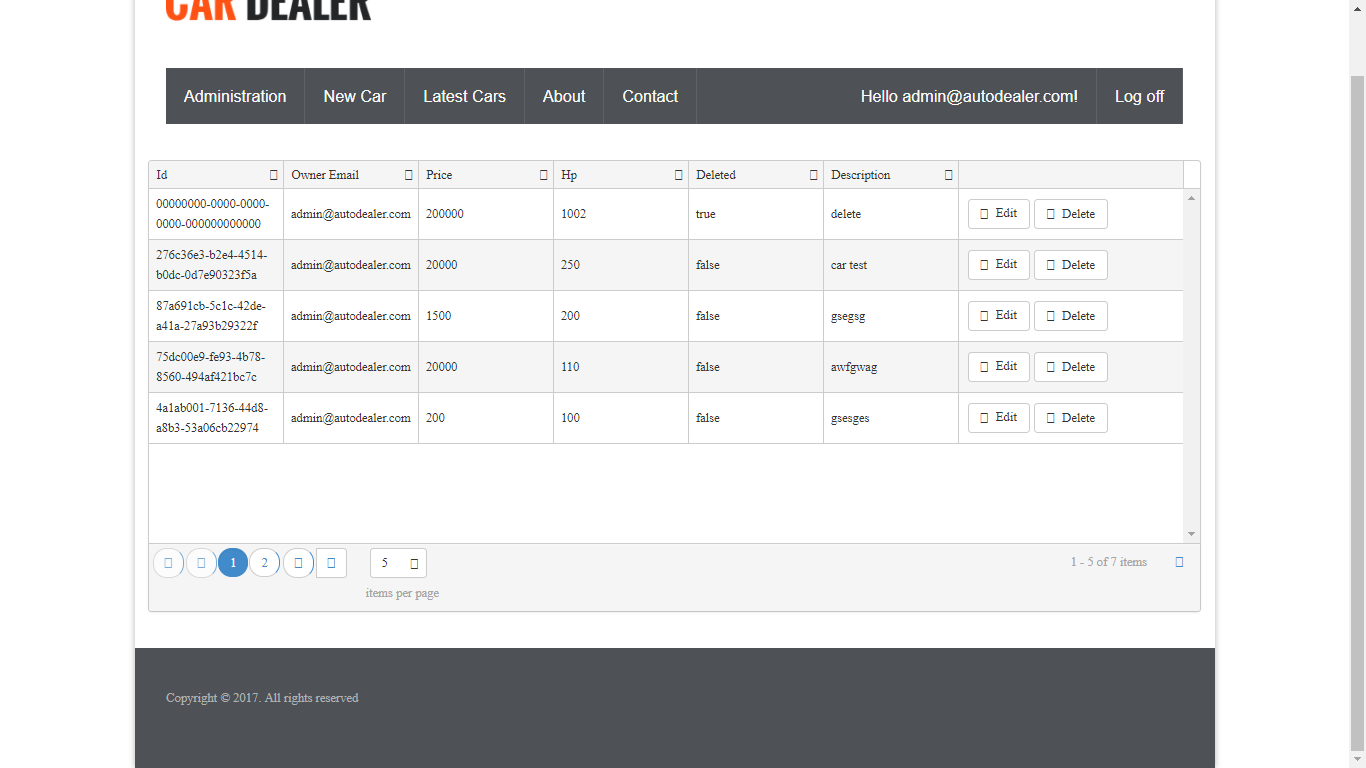 CAR DEALER
Administration New Car Latest Cars About Contact Hello admin@autodealer.com! Log off
Id Owner Email Price Hp Deleted Description
00000000-0000-0000-
0000-000000000000 admin@autodealer.com 200000 1002 true delete Edit Delete
276c36e3-b2e4-4514-
b0dc-0d7e90323f5a admin@autodealer.com 20000 250 false car test Edit Delete
87a691cb-5c1c-42de-
a41a-27a93b29322f admin@autodealer.com 1500 200 false gsegsg Edit Delete
75dc00e9-fe93-4b78-
8560-494af421bc7c admin@autodealer.com 20000 110 false awfgwag Edit Delete
4a1ab001-7136-44d8-
a8b3-53a06cb22974 admin@autodealer.com 200 100 false gsesges Edit Delete
1 2 5 1 - 5 of 7 items
items per page
Copyright © 2017. All rights reserved